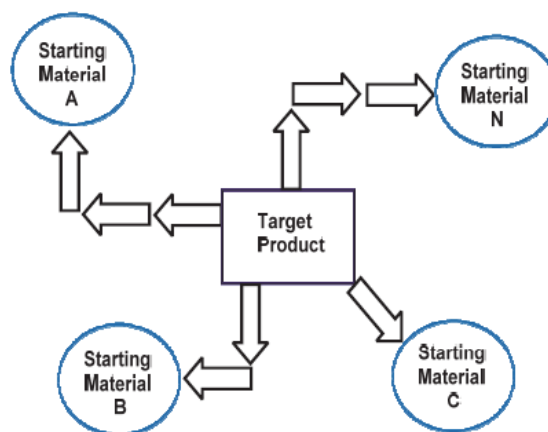 Starting
Material
A
Starting
Material
N
Target
Product
Starting
Material
B
Starting
Material
C